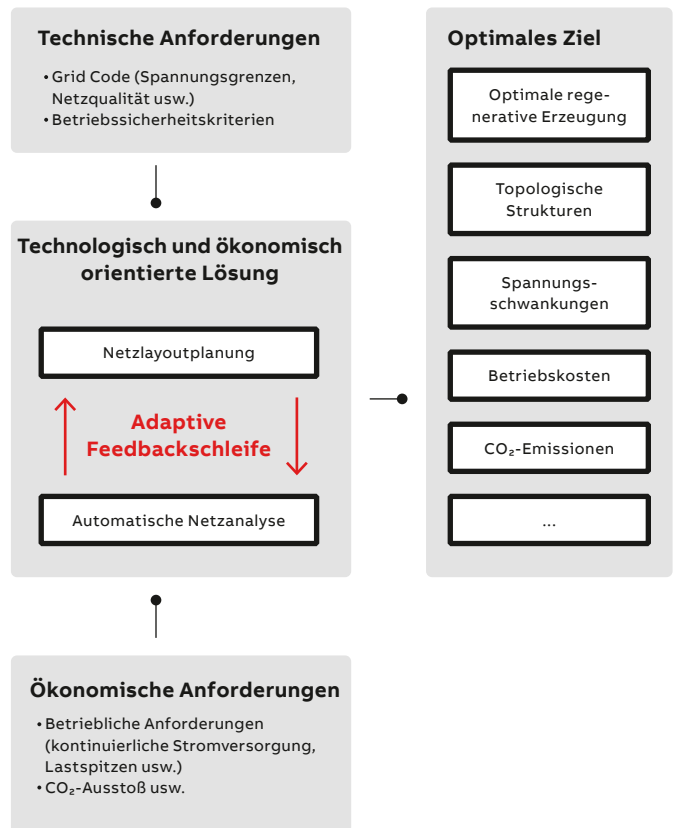 Technische Anforderungen
• Grid Code (Spannungsgrenzen,
Netzqualität usw.)
• Betriebssicherheitskriterien
Technologisch und ökonomisch
orientierte Lösung
Netzlayoutplanung
Adaptive
Feedbackschleife
Automatische Netzanalyse
Ökonomische Anforderungen
• Betriebliche Anforderungen
(kontinuierliche Stromversorgung,
Lastspitzen usw.)
• CO₂-Ausstoß usw.
Optimales Ziel
Optimale rege-
nerative Erzeugung
Topologische
Strukturen
Spannungs-
schwankungen
Betriebskosten
CO₂-Emissionen
...